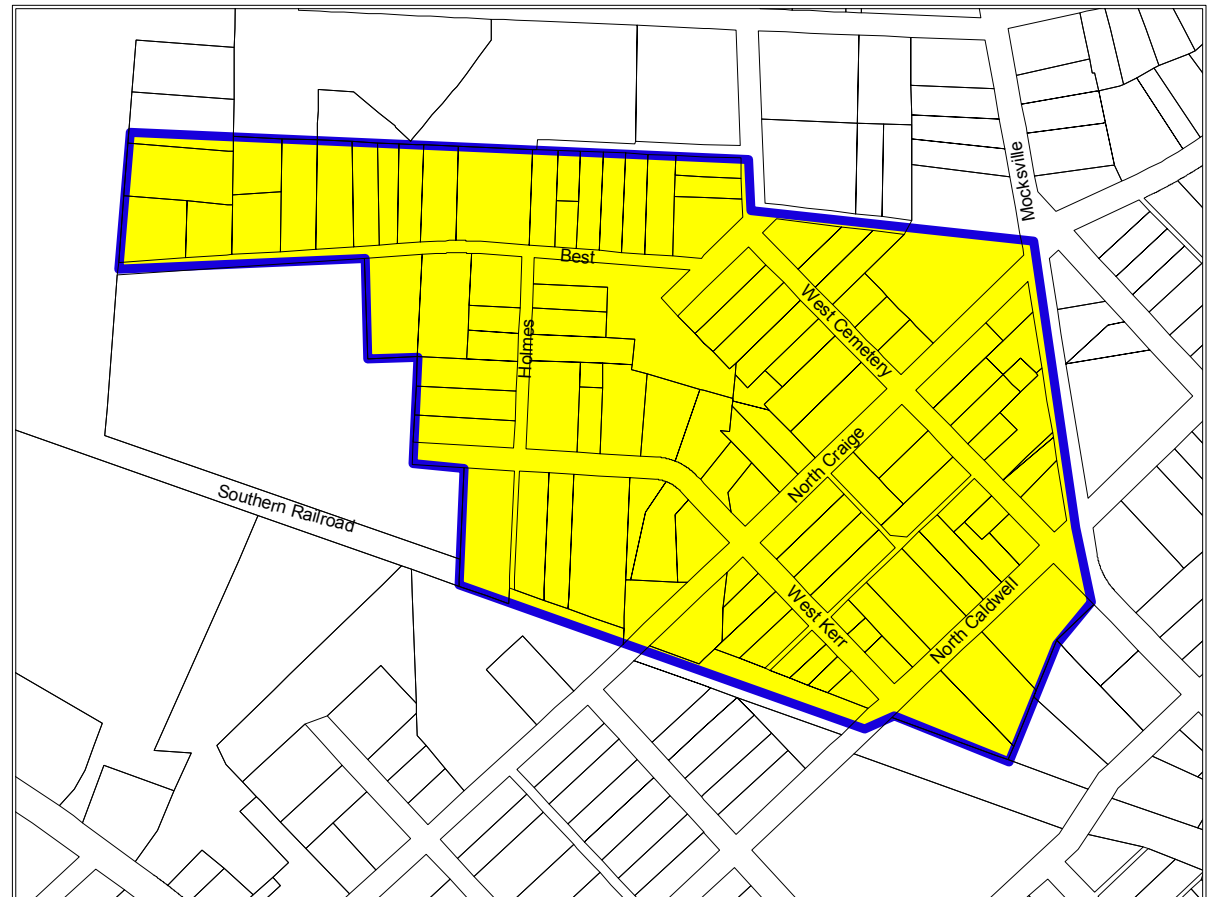 Mocksville
Best
West Cemetery
Holmes
North Craige
Southern Railroad
West Kerr
North Caldwell